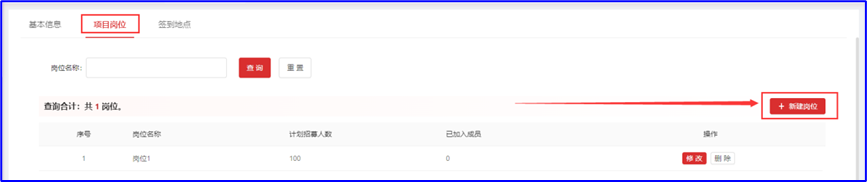 基本信息 项目岗位 签到地点
岗位名称: 查 询 重 置
查询合计：共 1 岗位。 + 新建岗位
序号 岗位名称 计划招募人数 已加入成员 操作
1 岗位1 100 0 修 改 删 除